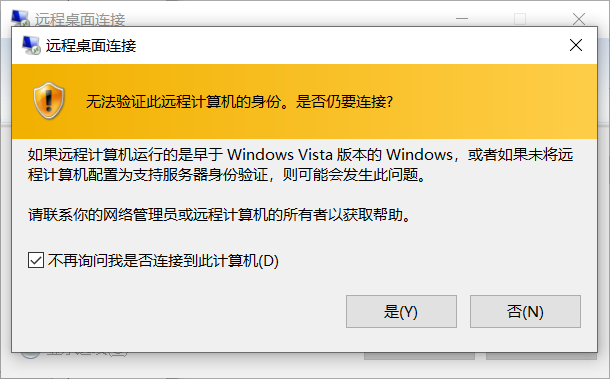 远程桌面连接
远程桌面连接
无法验证此远程计算机的身份。是否仍要连接?
如果远程计算机运行的是早于 Windows Vista 版本的 Windows，或者如果未将远
程计算机配置为支持服务器身份验证，则可能会发生此问题。
请联系你的网络管理员或远程计算机的所有者以获取帮助。
不再询问我是否连接到此计算机(D)
是(Y)
否(N)